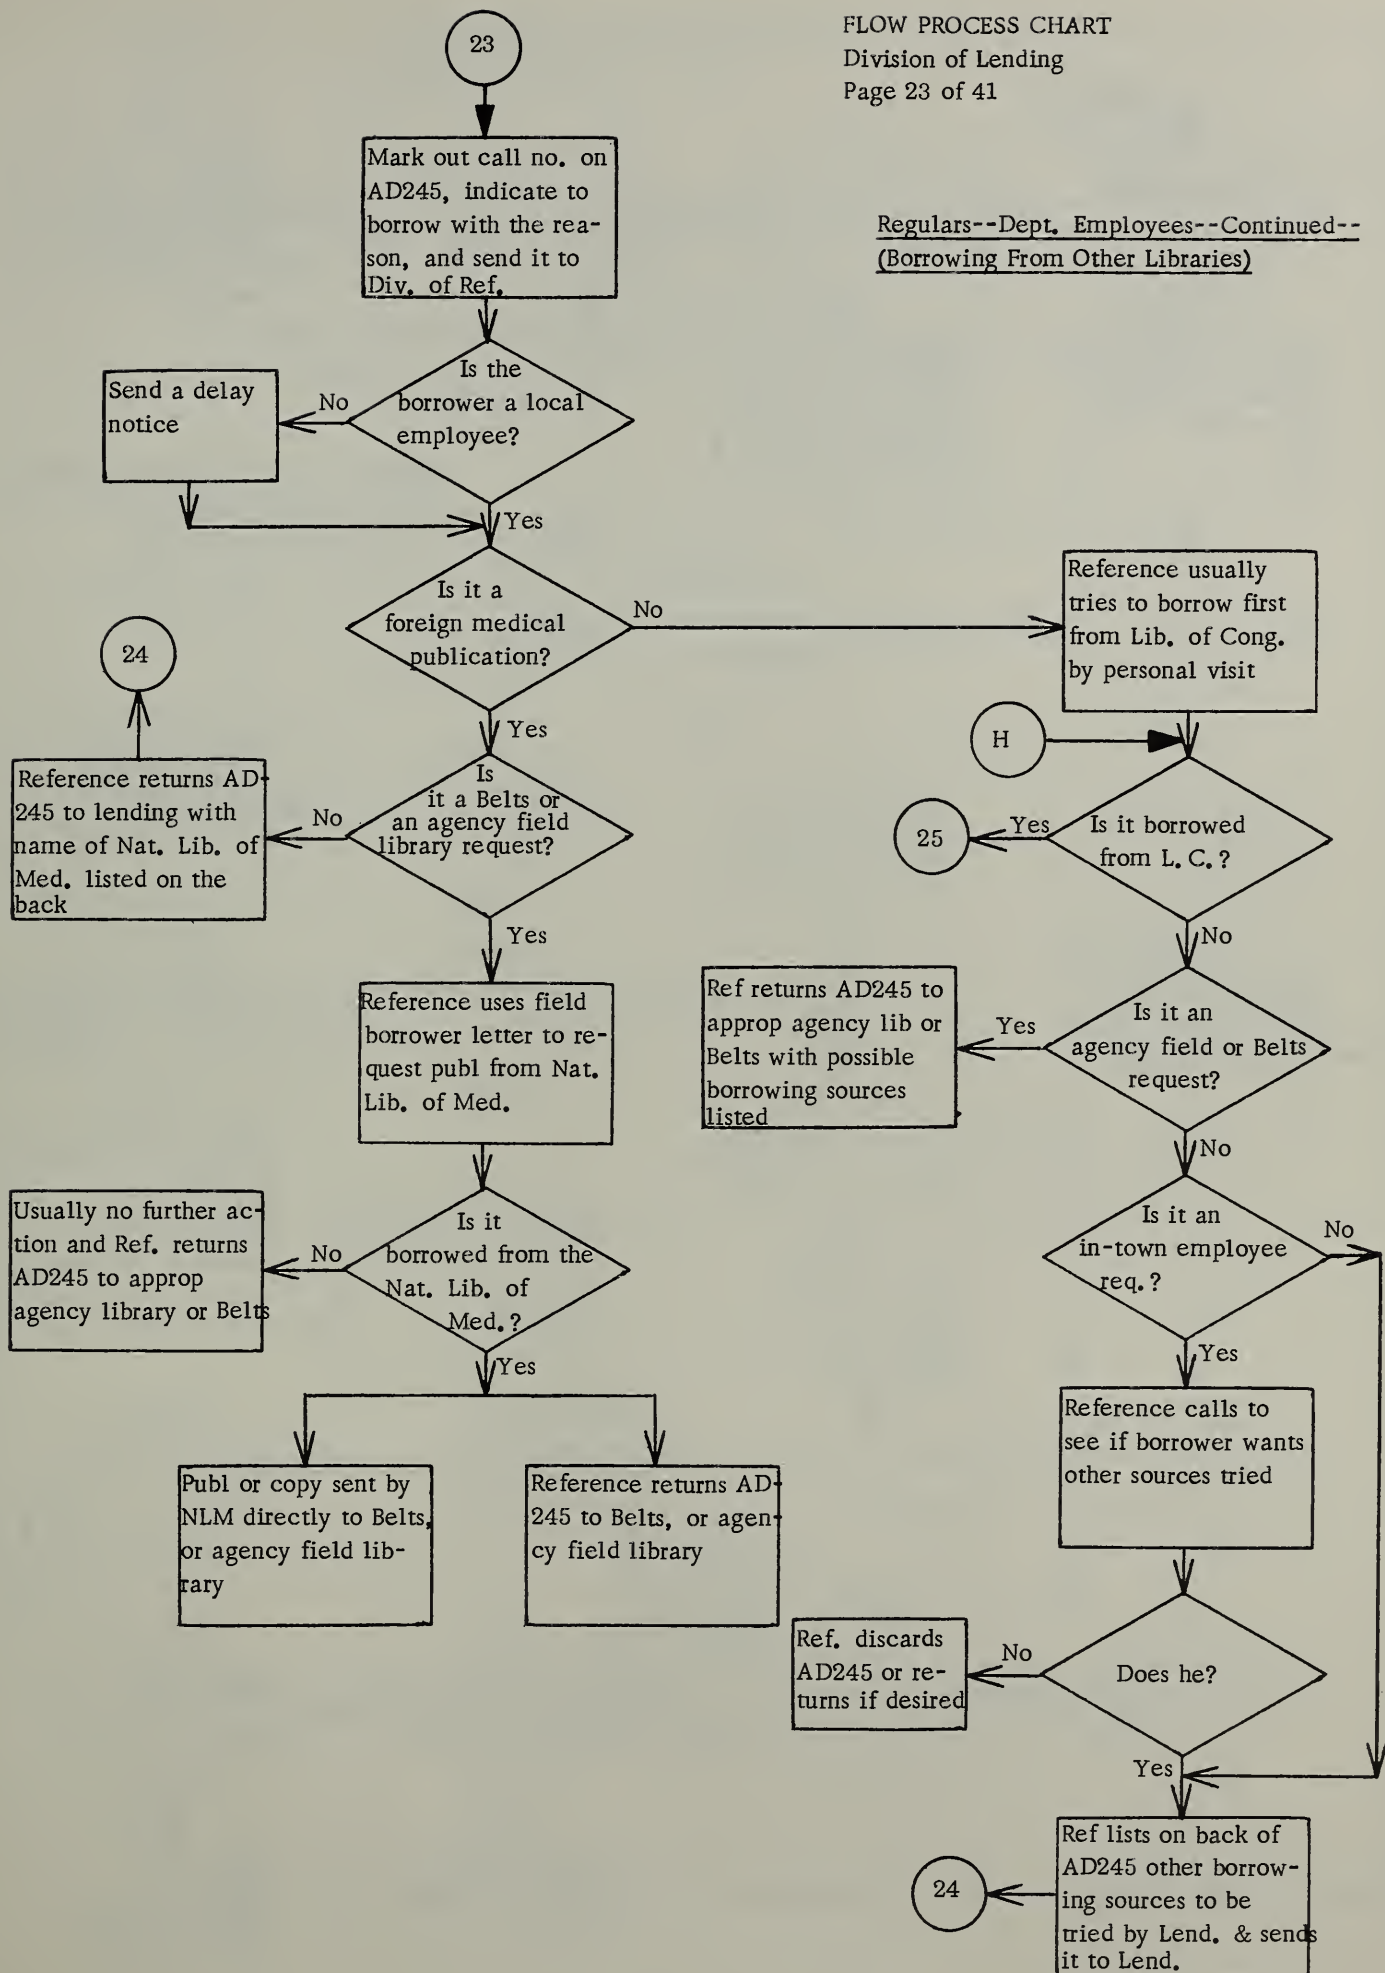 23
FLOW PROCESS CHART
Division of Lending
Page 23 of 41
Regulars--Dept. Employees--Continued--
(Borrowing From Other Libraries)
Mark out call no. on
AD245, indicate to
borrow with the rea-
son, and send it to
Div. of Ref.
Is the
borrower a local
employee?
No
Send a delay
notice
Yes
Is it a
foreign medical
publication?
No
Reference usually
tries to borrow first
from Lib. of Cong.
by personal visit
24
Yes
H
Reference returns AD-
245 to lending with
name of Nat. Lib. of
Med. listed on the
back
No
Is
it a Belts or
an agency field
library request?
25
Yes
Is it borrowed
from L. C. ?
Yes
No
Reference uses field
borrower letter to re-
quest publ from Nat.
Lib. of Med.
Ref returns AD245 to
approp agency lib or
Belts with possible
borrowing sources
listed
Yes
Is it an
agency field or Belts
request?
No
Usually no further ac-
tion and Ref. returns
AD245 to approp
agency library or Belts
No
Is it
borrowed from the
Nat. Lib. of
Med. ?
Is it an
in-town employee
req. ?
No
Yes
Yes
Publ or copy sent by
NLM directly to Belts,
or agency field lib-
rary
Reference returns AD-
245 to Belts, or agen-
cy field library
Reference calls to
see if borrower wants
other sources tried
Ref. discards
AD245 or re-
turns if desired
No
Does he?
Yes
24
Ref lists on back of
AD245 other borrow-
ing sources to be
tried by Lend. & sends
it to Lend.